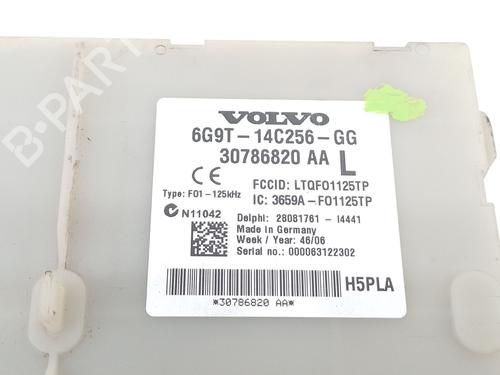 VOLVO
6G9T-14C256-GG
30786820 AA L
CE
FCCID: LTQFO1125TP
Type: FO1-125kHz
IC: 3659A-FO1125TP
N11042
Delphi: 28081761 -I4441
Made in Germany
Week / Year: 46/06
Serial no.: 000063122302
H5PLA
*30786820 AA*
B-PARTS